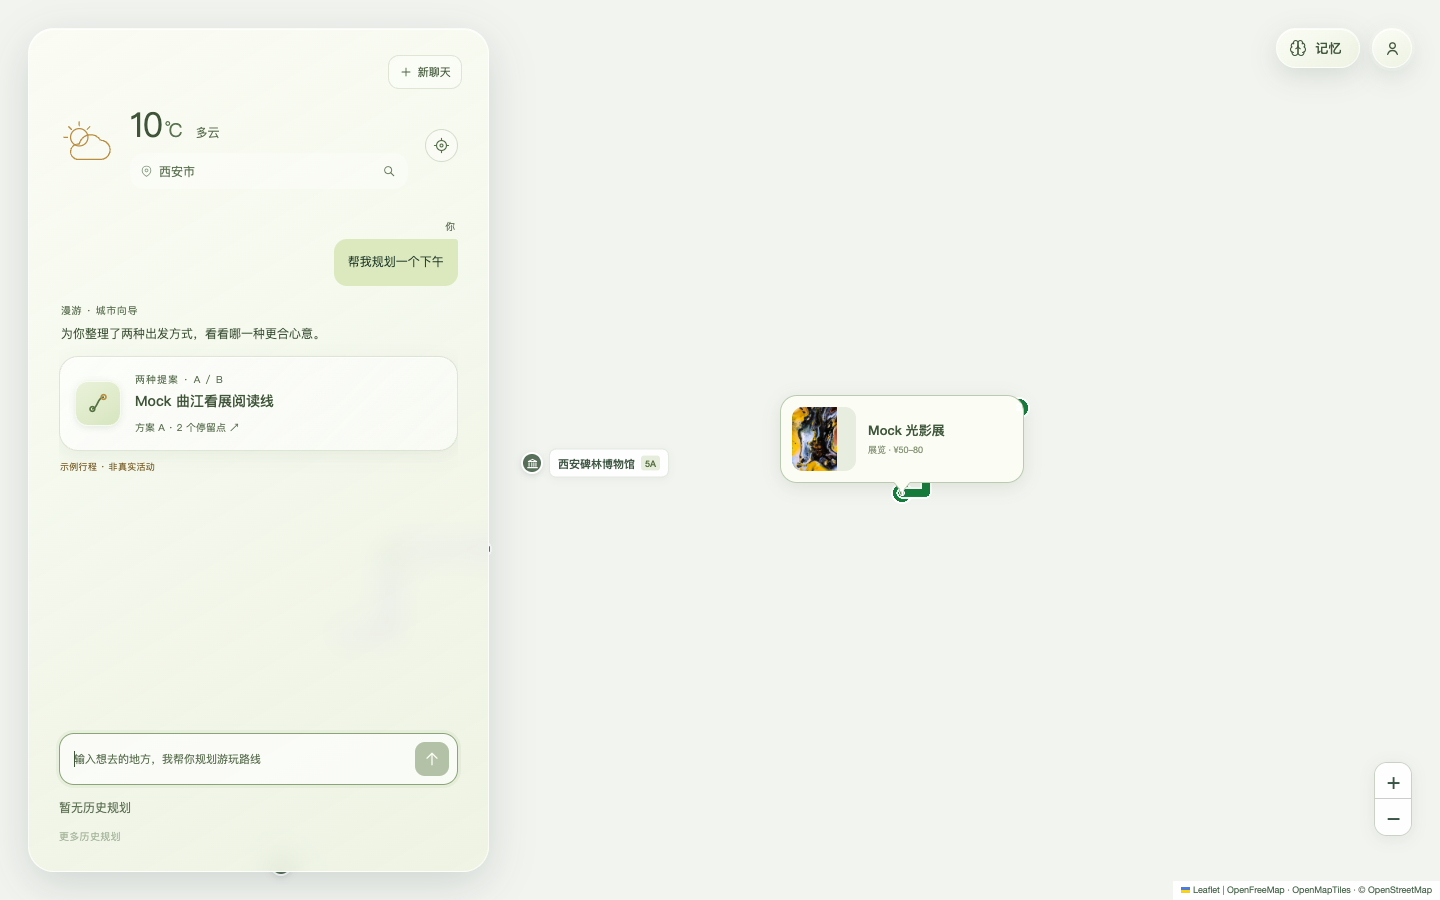 新聊天
记忆
10°C 多云
西安市
你
帮我规划一个下午
漫游 · 城市向导
为你整理了两种出发方式，看看哪一种更合心意。
两种提案 · A / B
Mock 曲江看展阅读线
方案 A · 2 个停留点 ↗
示例行程 · 非真实活动
西安碑林博物馆 5A
Mock 光影展
展览 · ¥50–80
输入想去的地方，我帮你规划游玩路线
暂无历史规划
更多历史规划
+
−
Leaflet | OpenFreeMap · OpenMapTiles · © OpenStreetMap